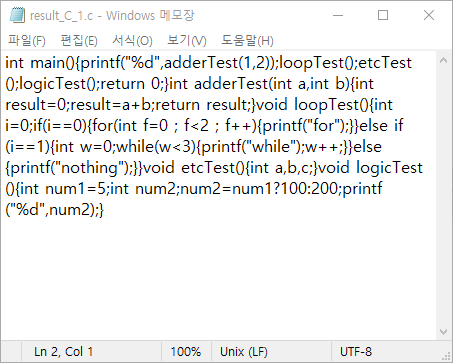 result_C_1.c - Windows 메모장
파일(F) 편집(E) 서식(O) 보기(V) 도움말(H)
int main(){printf("%d",adderTest(1,2));loopTest();etcTest
();logicTest();return 0;}int adderTest(int a,int b){int
result=0;result=a+b;return result;}void loopTest(){int
i=0;if(i==0){for(int f=0 ; f<2 ; f++){printf("for");}}else if
(i==1){int w=0;while(w<3){printf("while");w++;}}else
{printf("nothing");}}void etcTest(){int a,b,c;}void logicTest
(){int num1=5;int num2;num2=num1?100:200;printf
("%d",num2);}
Ln 2, Col 1 100% Unix (LF) UTF-8